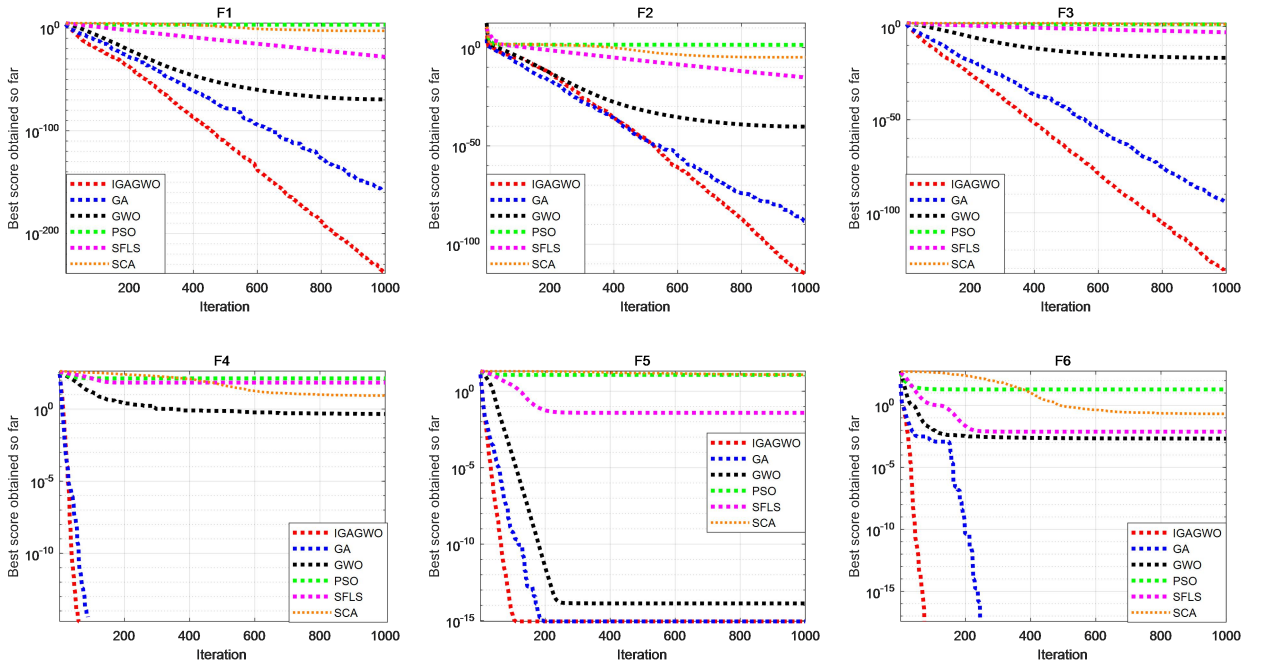 F1
Best score obtained so far
10^0
10^-100
10^-200
200 400 600 800 1000
Iteration
IGAGWO
GA
GWO
PSO
SFLS
SCA
F2
Best score obtained so far
10^0
10^-50
10^-100
200 400 600 800 1000
Iteration
IGAGWO
GA
GWO
PSO
SFLS
SCA
F3
Best score obtained so far
10^0
10^-50
10^-100
200 400 600 800 1000
Iteration
IGAGWO
GA
GWO
PSO
SFLS
SCA
F4
Best score obtained so far
10^0
10^-5
10^-10
200 400 600 800 1000
Iteration
IGAGWO
GA
GWO
PSO
SFLS
SCA
F5
Best score obtained so far
10^0
10^-5
10^-10
10^-15
0 200 400 600 800 1000
Iteration
IGAGWO
GA
GWO
PSO
SFLS
SCA
F6
Best score obtained so far
10^0
10^-5
10^-10
10^-15
200 400 600 800 1000
Iteration
IGAGWO
GA
GWO
PSO
SFLS
SCA